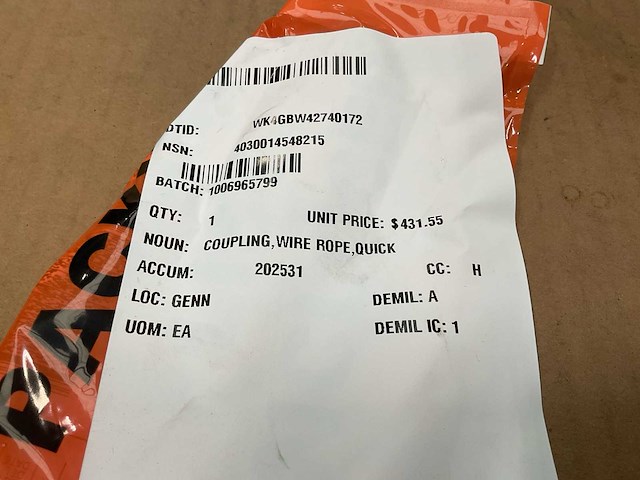 DTID: WK4GBW42740172
NSN: 4030014548215
BATCH: 1006965799
QTY: 1 UNIT PRICE: $431.55
NOUN: COUPLING,WIRE ROPE,QUICK
ACCUM: 202531 CC: H
LOC: GENN DEMIL: A
UOM: EA DEMIL IC: 1
PACK